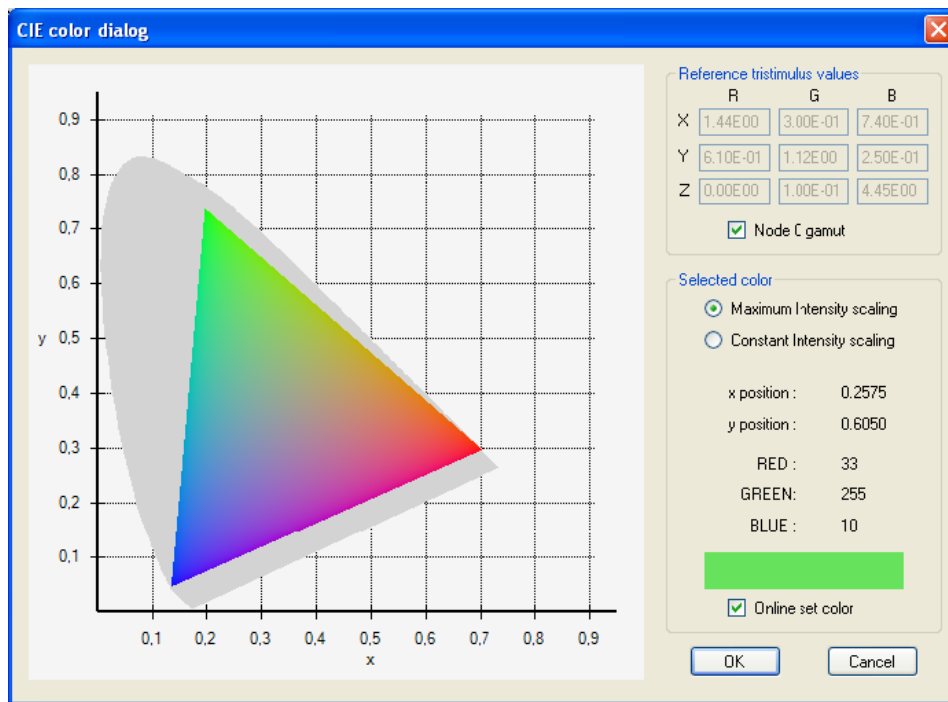 CIE color dialog
Reference tristimulus values
R G B
X 1.44E00 3.00E-01 7.40E-01
Y 6.10E-01 1.12E00 2.50E-01
Z 0.00E00 1.00E-01 4.45E00
Node C gamut
Selected color
Maximum Intensity scaling
Constant Intensity scaling
x position : 0.2575
y position : 0.6050
RED : 33
GREEN: 255
BLUE : 10
Online set color
OK Cancel
0,9
0,8
0,7
0,6
y 0,5
0,4
0,3
0,2
0,1
0,1 0,2 0,3 0,4 0,5 0,6 0,7 0,8 0,9
x